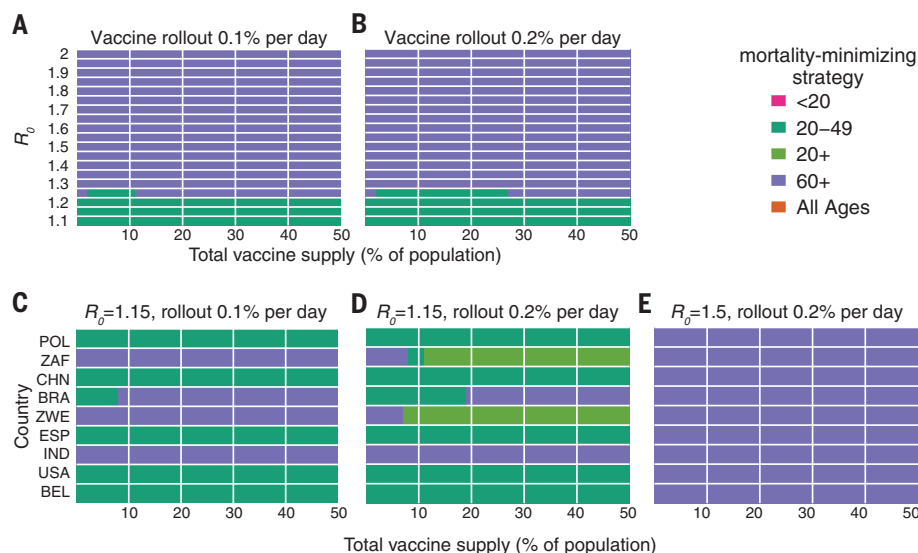 A
Vaccine rollout 0.1% per day
B
Vaccine rollout 0.2% per day
R0
2
1.9
1.8
1.7
1.6
1.5
1.4
1.3
1.2
1.1
10 20 30 40 50
10 20 30 40 50
Total vaccine supply (% of population)
mortality-minimizing
strategy
<20
20–49
20+
60+
All Ages
C
R0=1.15, rollout 0.1% per day
D
R0=1.15, rollout 0.2% per day
E
R0=1.5, rollout 0.2% per day
Country
POL
ZAF
CHN
BRA
ZWE
ESP
IND
USA
BEL
10 20 30 40 50
10 20 30 40 50
10 20 30 40 50
Total vaccine supply (% of population)